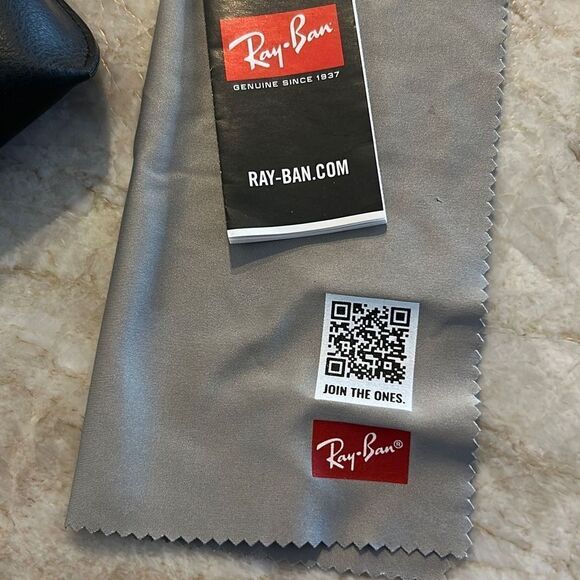 Ray-Ban
GENUINE SINCE 1937
RAY-BAN.COM
JOIN THE ONES.
Ray-Ban®